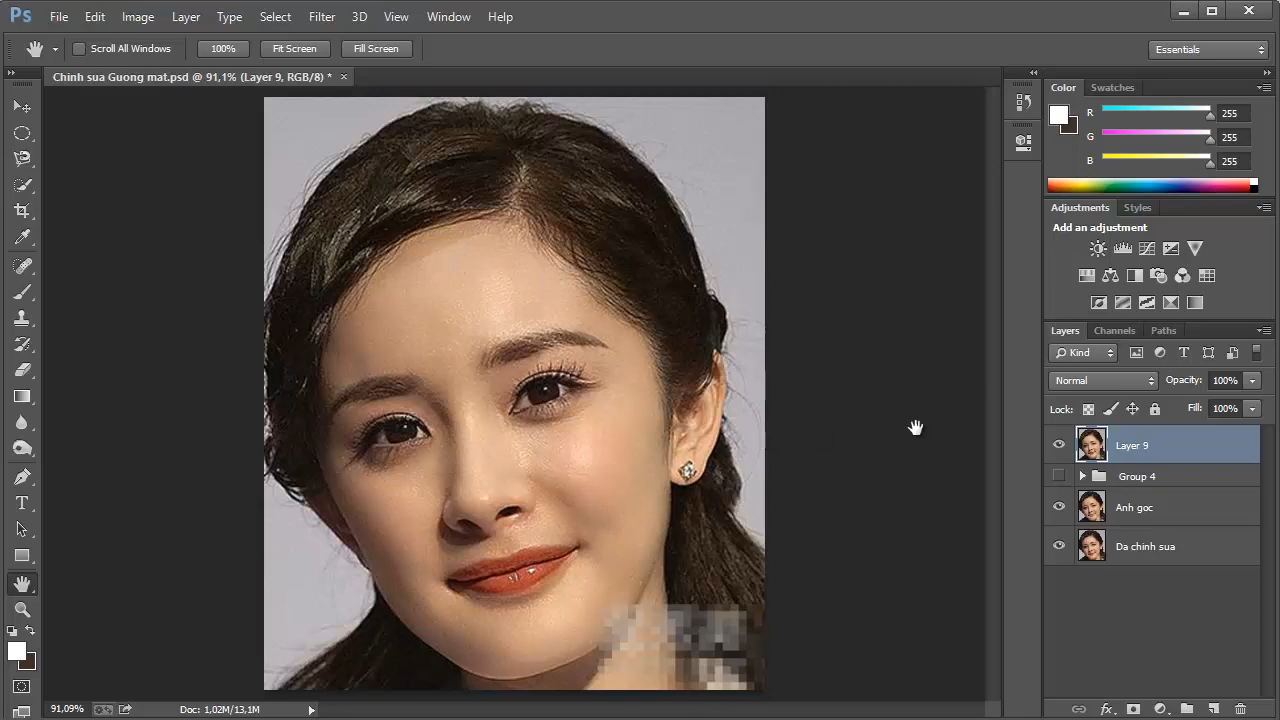 Ps File Edit Image Layer Type Select Filter 3D View Window Help
Scroll All Windows 100% Fit Screen Fill Screen Essentials
Chinh sua Guong mat.psd @ 91,1% (Layer 9, RGB/8) * ×
Color Swatches
R 255
G 255
B 255
Adjustments Styles
Add an adjustment
Layers Channels Paths
Kind
Normal Opacity: 100%
Lock: Fill: 100%
Layer 9
Group 4
Anh goc
Da chinh sua
91,09% Doc: 1,02M/13,1M